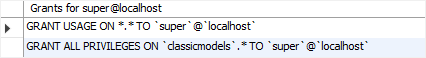 Grants for super@localhost
GRANT USAGE ON *.* TO `super`@`localhost`
GRANT ALL PRIVILEGES ON `classicmodels`.* TO `super`@`localhost`